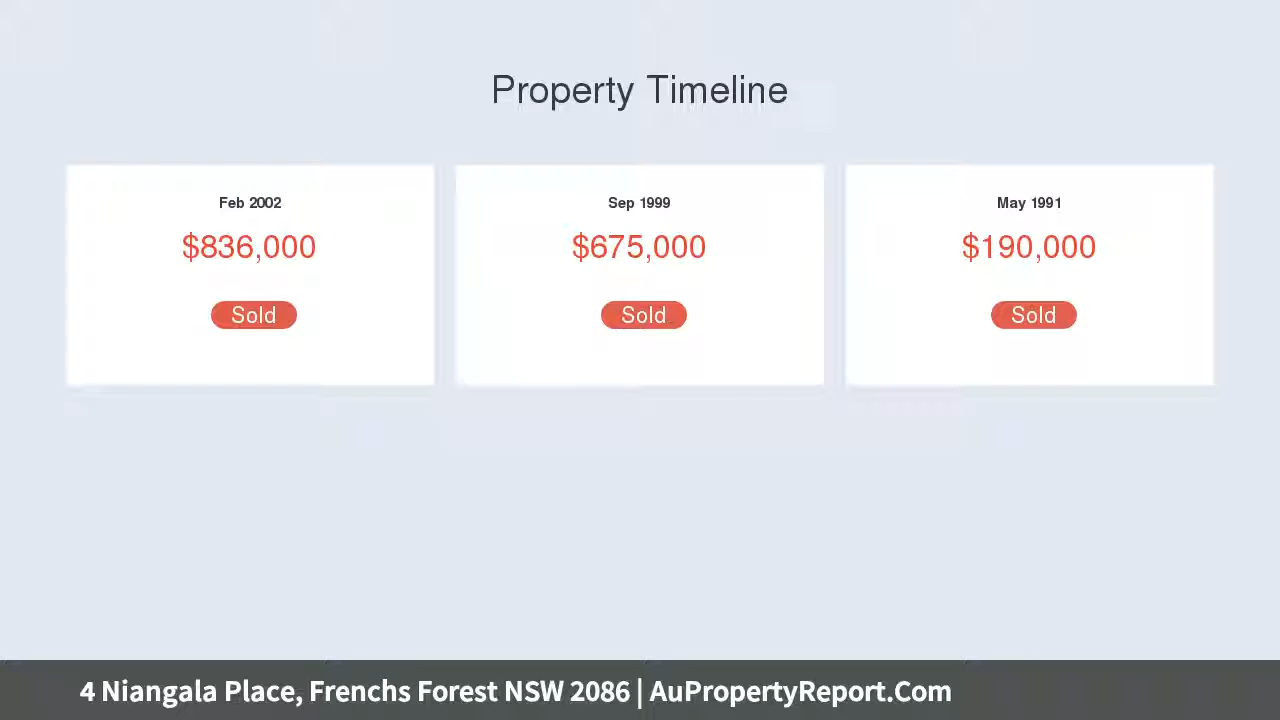 Property Timeline
Feb 2002
$836,000
Sold
Sep 1999
$675,000
Sold
May 1991
$190,000
Sold
4 Niangala Place, Frenchs Forest NSW 2086 | AuPropertyReport.Com